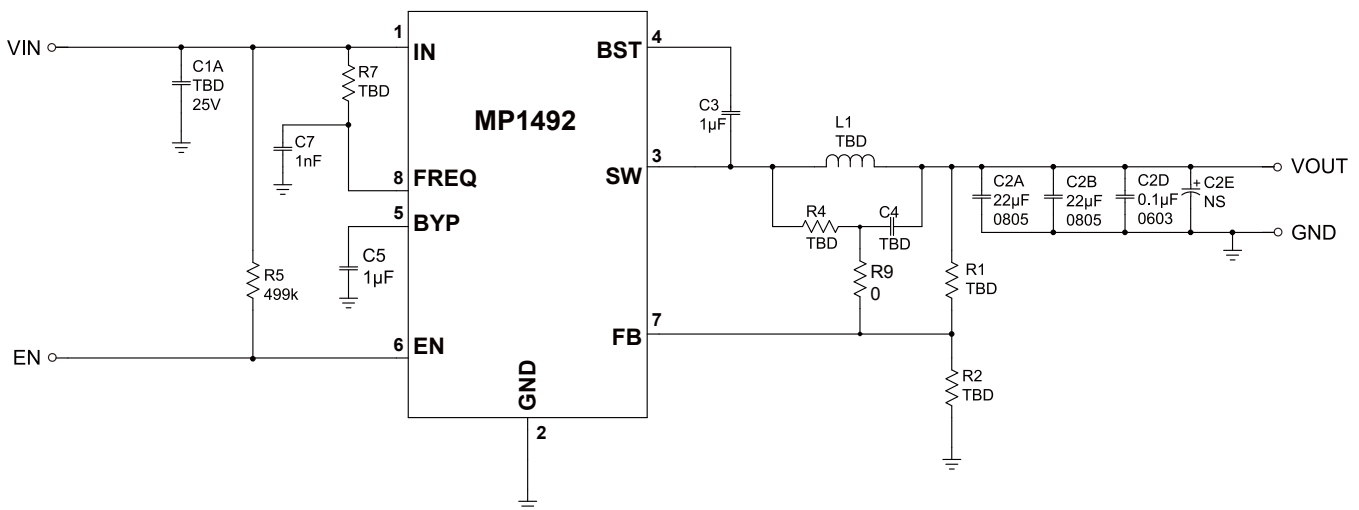 VIN
C1A
TBD
25V
R7
TBD
C7
1nF
R5
499k
C5
1µF
EN
1
IN
8
FREQ
5
BYP
6
EN
MP1492
GND
2
4
BST
3
SW
7
FB
C3
1µF
L1
TBD
R4
TBD
C4
TBD
R9
0
R1
TBD
R2
TBD
C2A
22µF
0805
C2B
22µF
0805
C2D
0.1µF
0603
+
C2E
NS
VOUT
GND